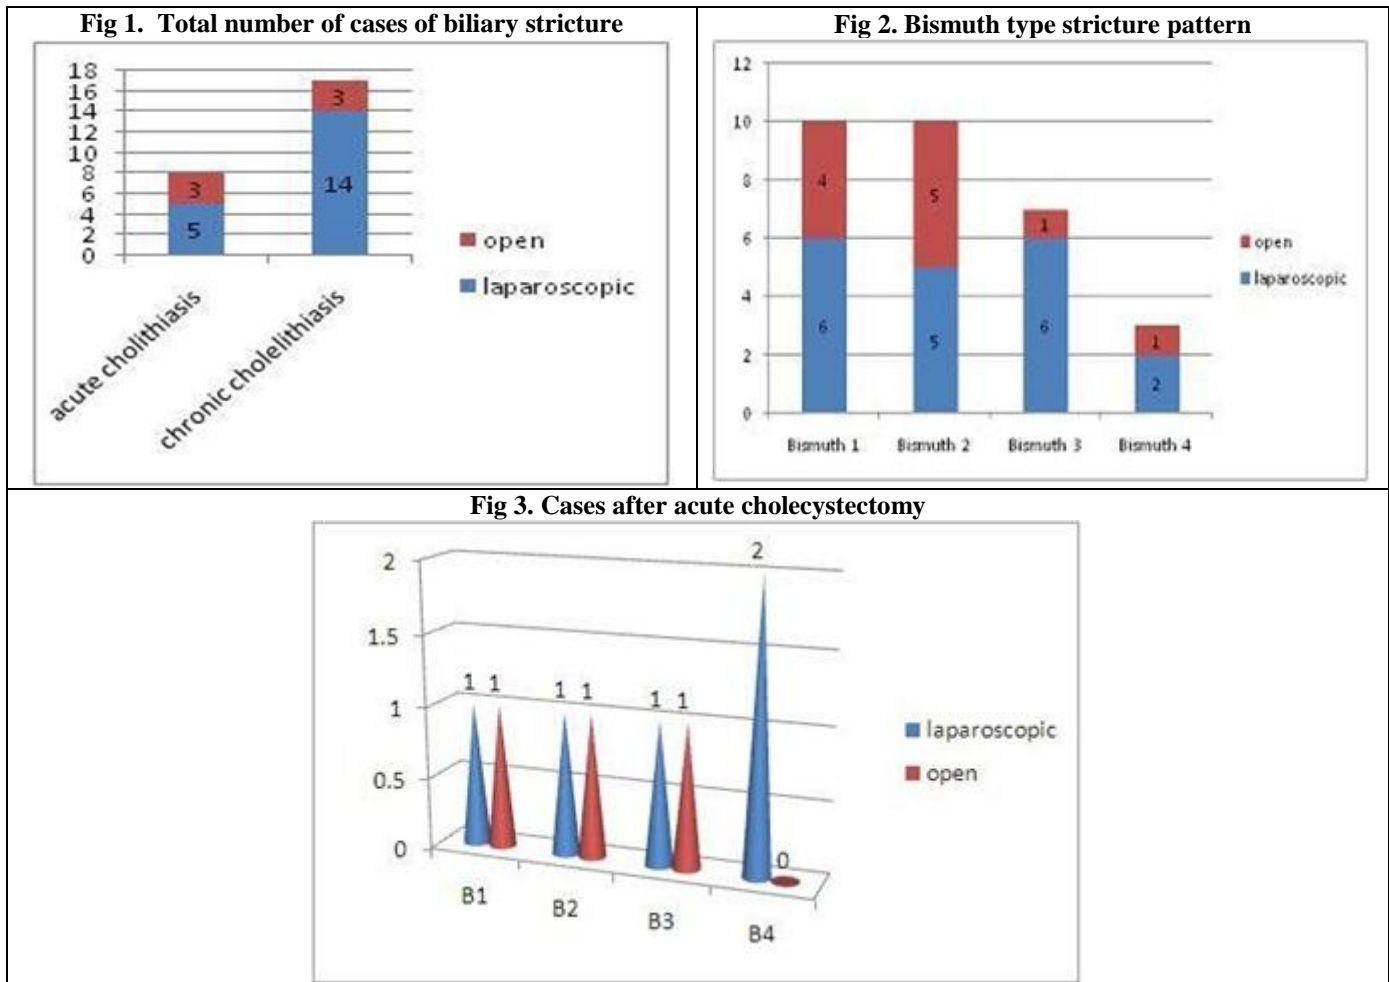 Fig 1. Total number of cases of biliary stricture
18
16
14
12
10
8
6
4
2
0
3
5
3
14
open
laparoscopic
acute cholithiasis
chronic cholelithiasis
Fig 2. Bismuth type stricture pattern
12
10
8
6
4
2
0
4
6
5
5
1
6
1
2
open
laparoscopic
Bismuth 1 Bismuth 2 Bismuth 3 Bismuth 4
Fig 3. Cases after acute cholecystectomy
2
1.5
1
0.5
0
1 1 1 1 1 1 2 0
B1 B2 B3 B4
laparoscopic
open